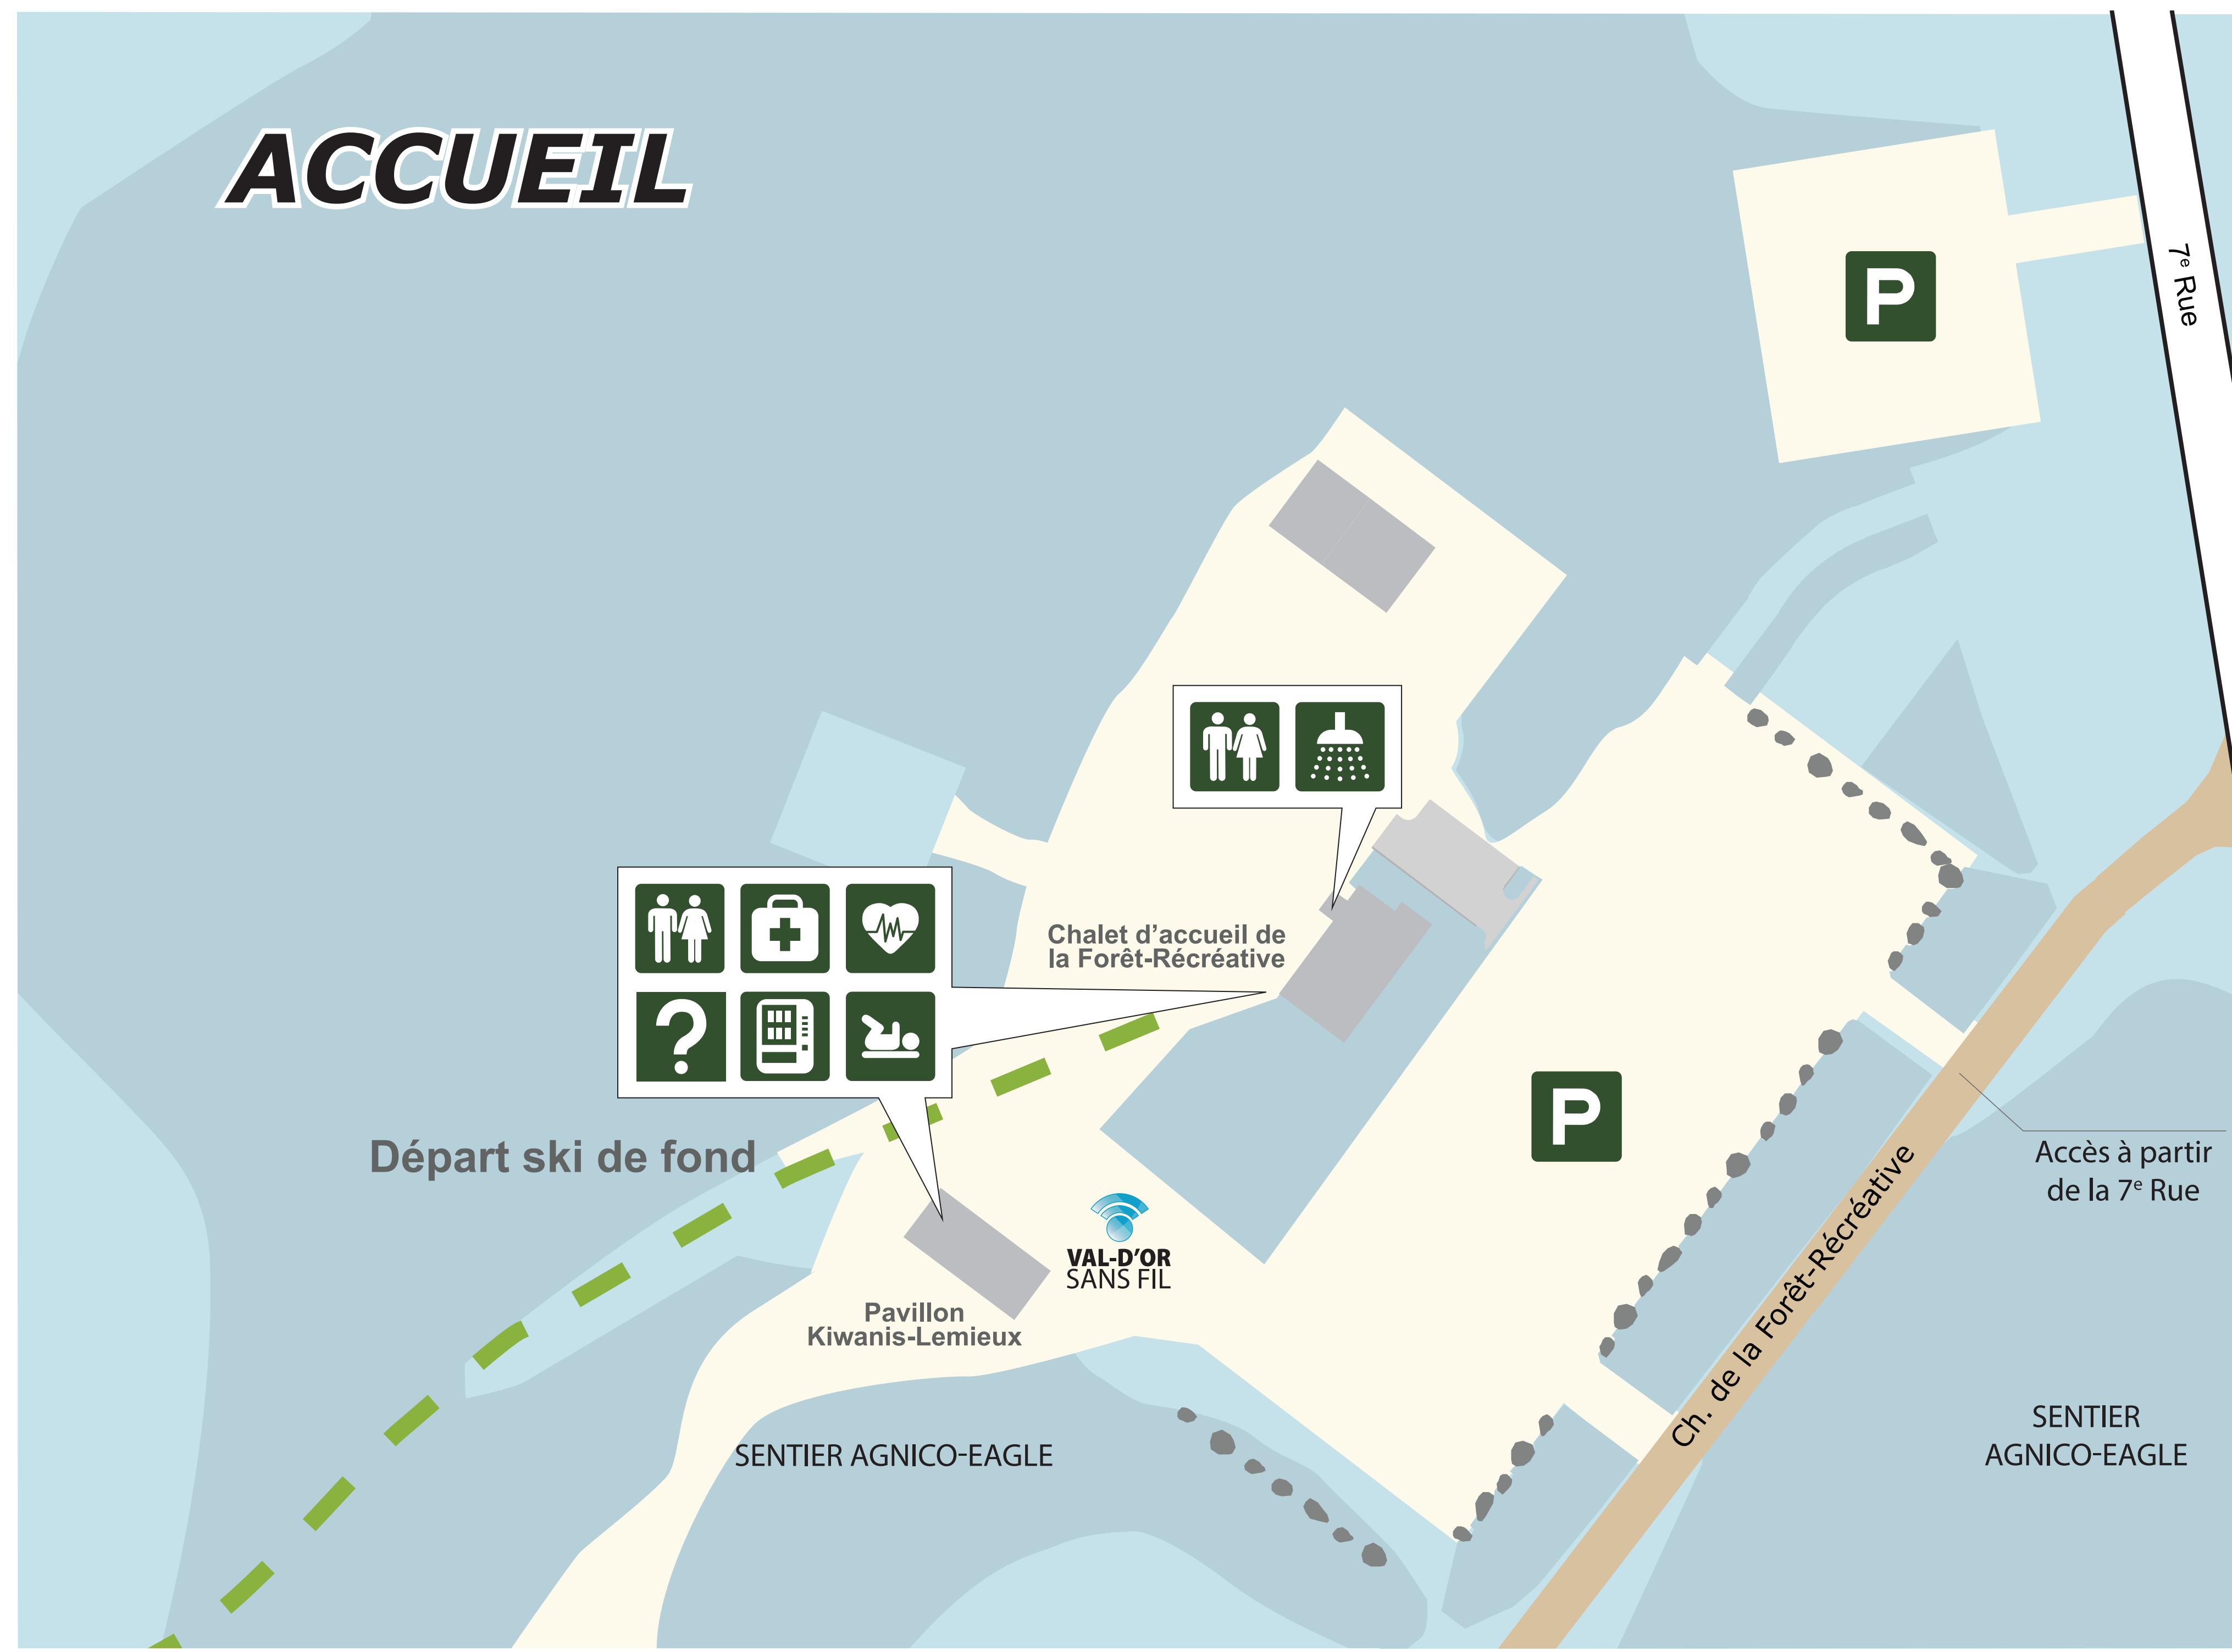 ACCUEIL
P
7e Rue
Chalet d’accueil de
la Forêt-Récréative
?
P
Départ ski de fond
Accès à partir
de la 7e Rue
VAL-D’OR
SANS FIL
Pavillon
Kiwanis-Lemieux
Ch. de la Forêt-Récréative
SENTIER AGNICO-EAGLE
SENTIER
AGNICO-EAGLE